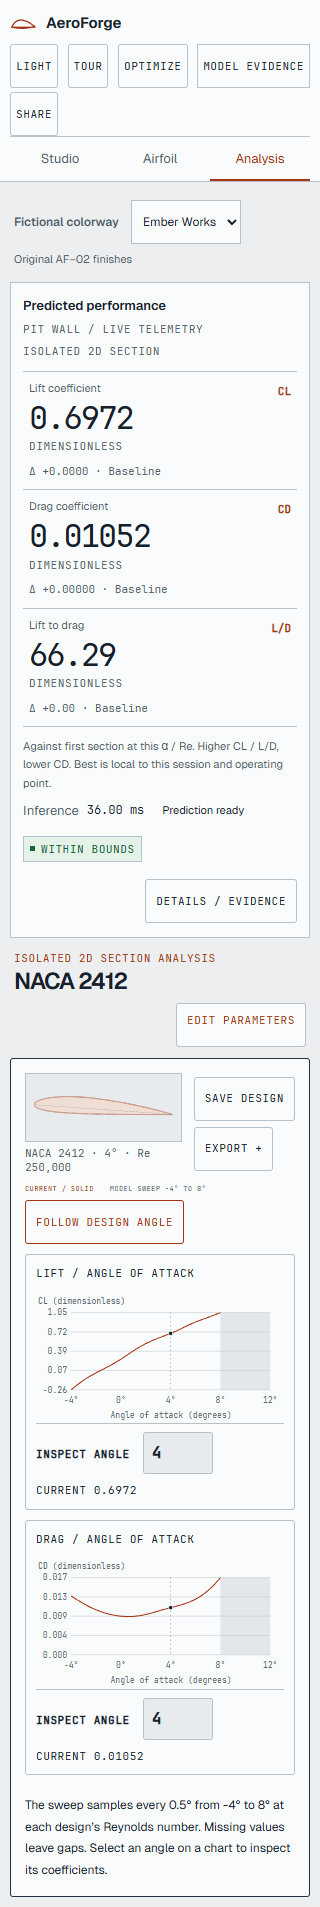 AeroForge
LIGHT
TOUR
OPTIMIZE
MODEL EVIDENCE
SHARE
Studio
Airfoil
Analysis
Fictional colorway
Ember Works
Original AF–02 finishes
Predicted performance
PIT WALL / LIVE TELEMETRY
ISOLATED 2D SECTION
Lift coefficient
CL
0.6972
DIMENSIONLESS
Δ +0.0000 · Baseline
Drag coefficient
CD
0.01052
DIMENSIONLESS
Δ +0.00000 · Baseline
Lift to drag
L/D
66.29
DIMENSIONLESS
Δ +0.00 · Baseline
Against first section at this α / Re. Higher CL / L/D,
lower CD. Best is local to this session and operating
point.
Inference 36.00 ms Prediction ready
WITHIN BOUNDS
DETAILS / EVIDENCE
ISOLATED 2D SECTION ANALYSIS
NACA 2412
EDIT PARAMETERS
NACA 2412 · 4° · Re
250,000
SAVE DESIGN
EXPORT +
CURRENT / SOLID MODEL SWEEP -4° TO 8°
FOLLOW DESIGN ANGLE
LIFT / ANGLE OF ATTACK
CL (dimensionless)
1.05
0.72
0.39
0.07
-0.26
-4° 0° 4° 8° 12°
Angle of attack (degrees)
INSPECT ANGLE 4
CURRENT 0.6972
DRAG / ANGLE OF ATTACK
CD (dimensionless)
0.017
0.013
0.009
0.004
0.000
-4° 0° 4° 8° 12°
Angle of attack (degrees)
INSPECT ANGLE 4
CURRENT 0.01052
The sweep samples every 0.5° from -4° to 8° at
each design's Reynolds number. Missing values
leave gaps. Select an angle on a chart to inspect
its coefficients.